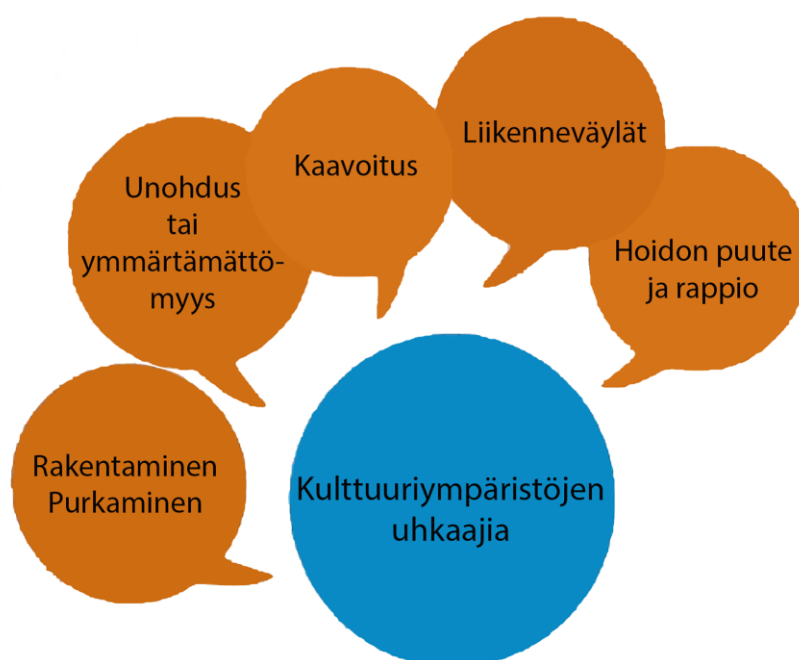 Liikenneväylät
Kaavoitus
Unohdus
tai
ymmärtämättö-
myys
Hoidon puute
ja rappio
Rakentaminen
Purkaminen
Kulttuuriympäristöjen
uhkaajia